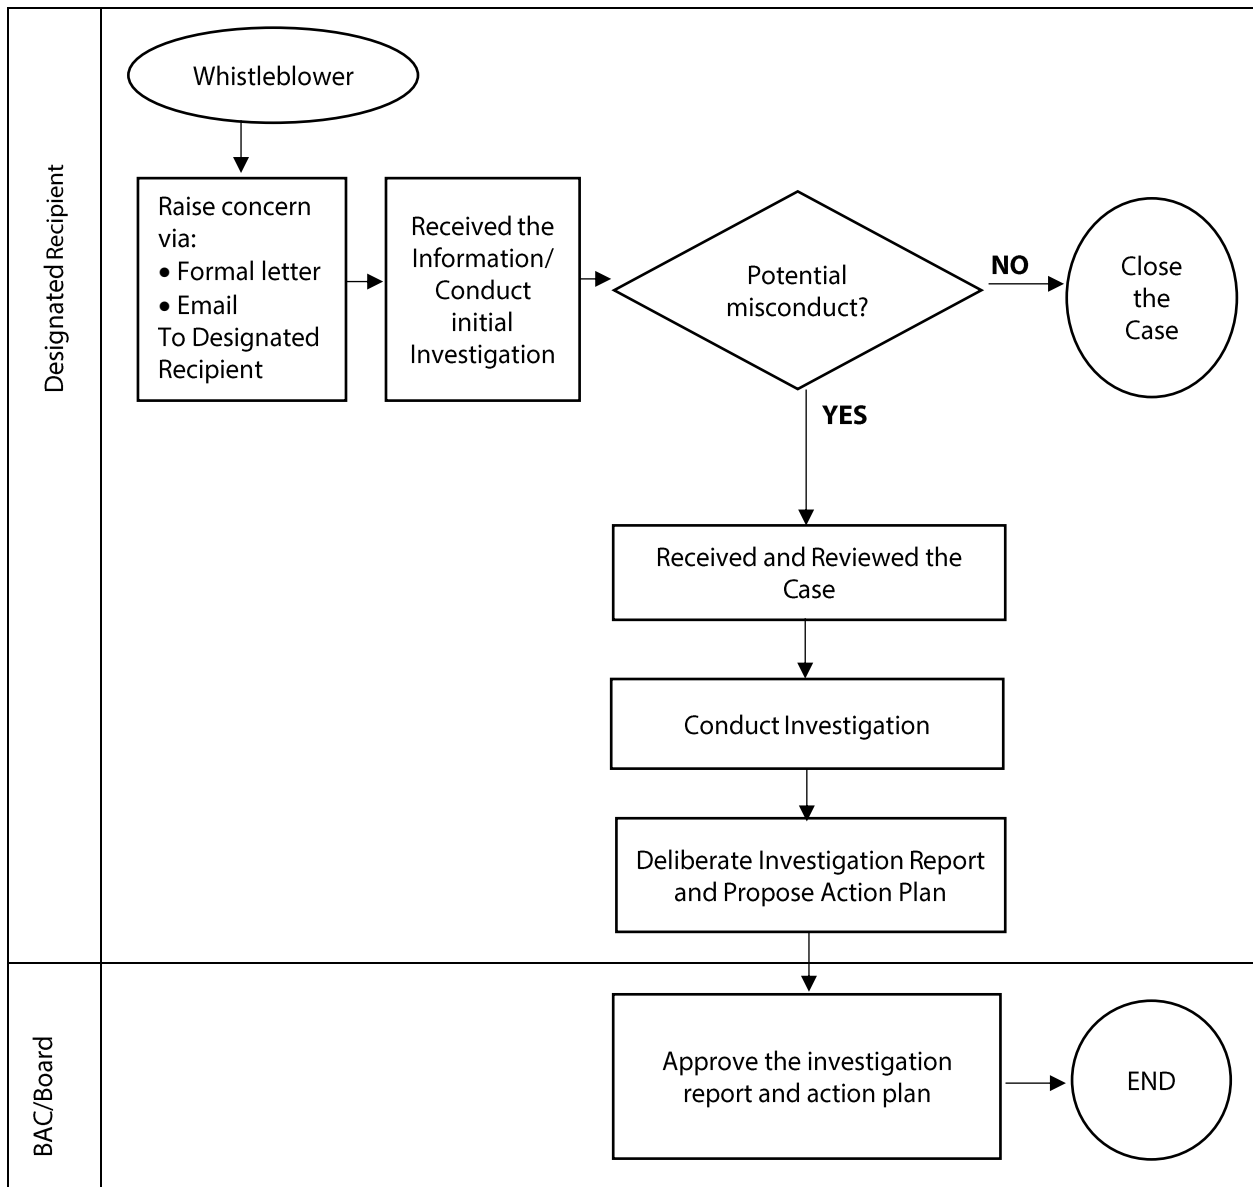 Designated Recipient
Whistleblower
Raise concern
via:
• Formal letter
• Email
To Designated
Recipient
Received the
Information/
Conduct
initial
Investigation
Potential
misconduct?
NO
Close
the
Case
YES
Received and Reviewed the
Case
Conduct Investigation
Deliberate Investigation Report
and Propose Action Plan
BAC/Board
Approve the investigation
report and action plan
END